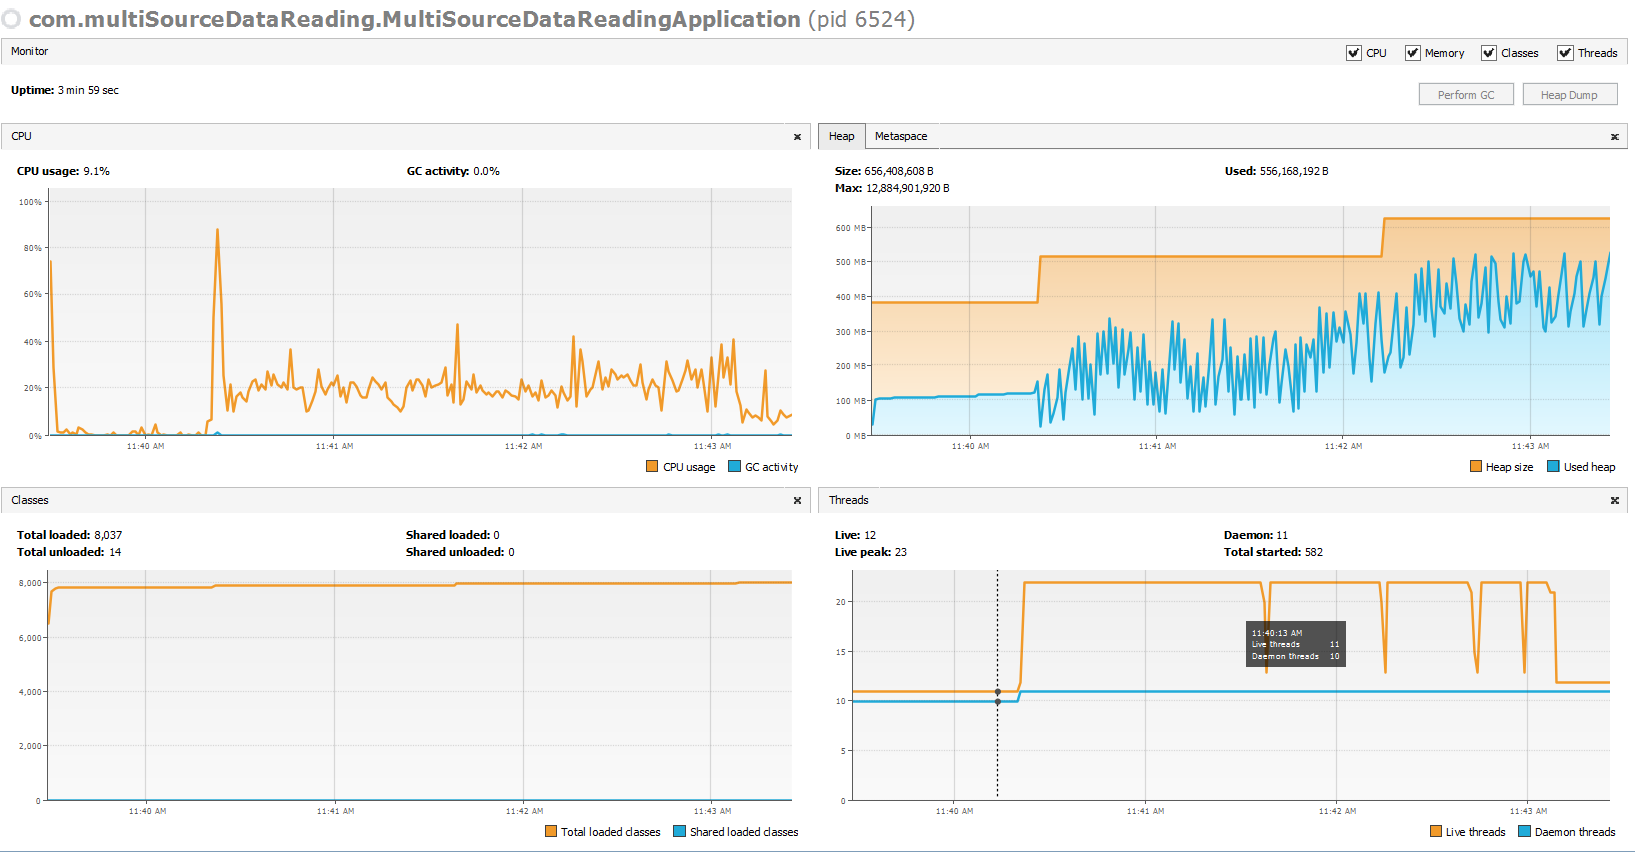 com.multiSourceDataReading.MultiSourceDataReadingApplication (pid 6524)
Monitor
CPU Memory Classes Threads
Uptime: 3 min 59 sec
Perform GC Heap Dump
CPU
CPU usage: 9.1% GC activity: 0.0%
100%
80%
60%
40%
20%
0%
11:40 AM 11:41 AM 11:42 AM 11:43 AM
CPU usage GC activity
Heap Metaspace
Size: 656,408,608 B Used: 556,168,192 B
Max: 12,884,901,920 B
600 MB
500 MB
400 MB
300 MB
200 MB
100 MB
0 MB
11:40 AM 11:41 AM 11:42 AM 11:43 AM
Heap size Used heap
Classes
Total loaded: 8,037 Shared loaded: 0
Total unloaded: 14 Shared unloaded: 0
8,000
6,000
4,000
2,000
0
11:40 AM 11:41 AM 11:42 AM 11:43 AM
Total loaded classes Shared loaded classes
Threads
Live: 12 Daemon: 11
Live peak: 23 Total started: 582
20
15
10
5
0
11:40:13 AM
Live threads 11
Daemon threads 10
11:40 AM 11:41 AM 11:42 AM 11:43 AM
Live threads Daemon threads